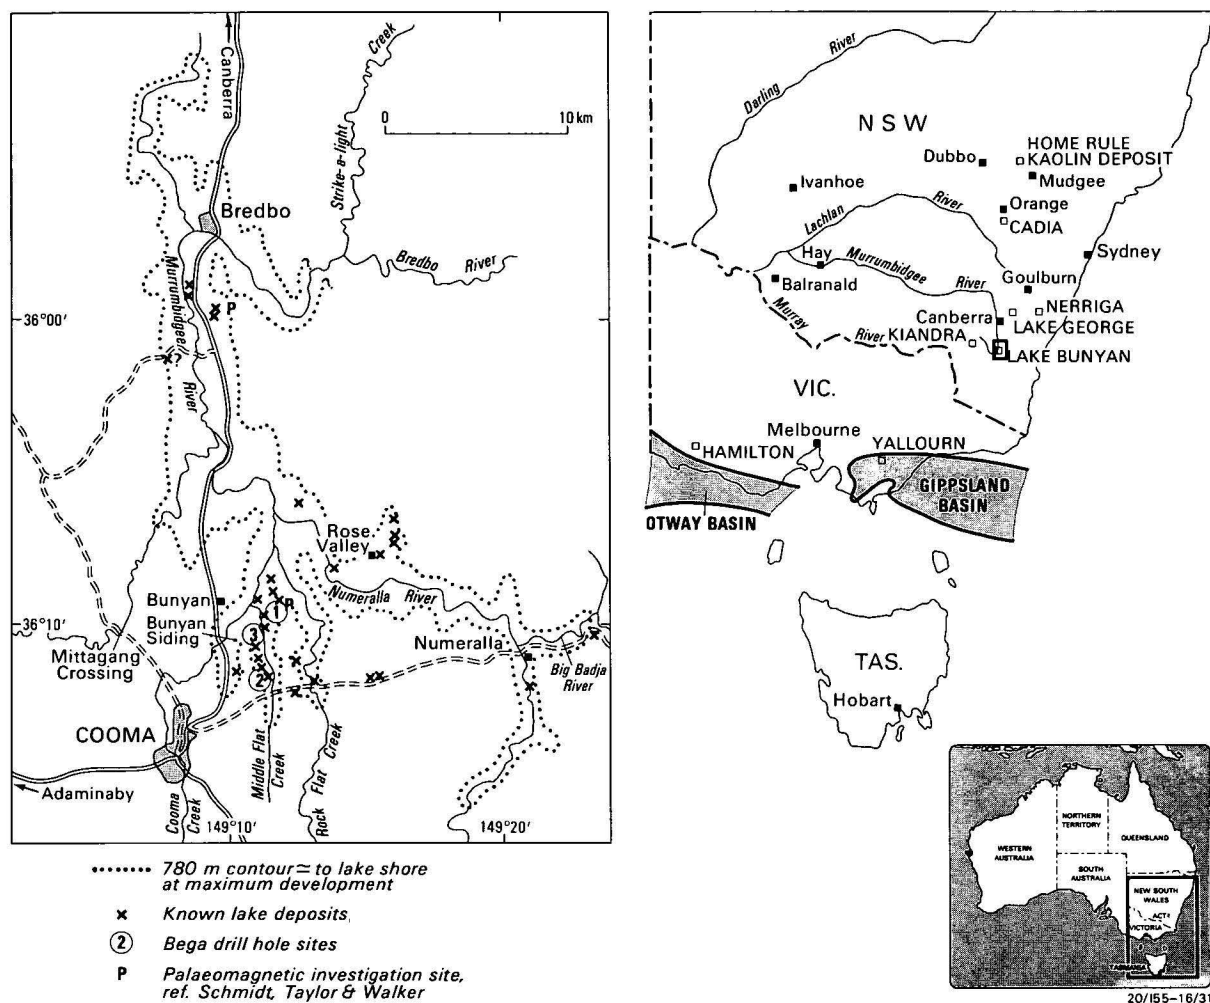 Canberra
Creek
Strike-a-light
0
10 km
Bredbo
Bredbo River
Murrumbidgee
River
P
36°00'
?
Rose
Valley
Numeralla River
Bunyan
P
1
Bunyan
Siding
3
36°10'
Mittagang
Crossing
Numeralla
Big Badja
River
2
COOMA
Middle Flat
Creek
Rock Flat Creek
Adaminaby
Cooma
Creek
149°10'
149°20'
780 m contour ≃ to lake shore
at maximum development
Known lake deposits
2 Bega drill hole sites
P Palaeomagnetic investigation site,
ref. Schmidt, Taylor & Walker
Darling River
NSW
HOME RULE
KAOLIN DEPOSIT
Dubbo
Mudgee
Ivanhoe
Orange
CADIA
Lachlan River
Sydney
Hay
Murrumbidgee River
Goulburn
Balranald
NERRIGA
Canberra
LAKE GEORGE
Murray River
KIANDRA
LAKE BUNYAN
VIC.
Melbourne
HAMILTON
YALLOURN
GIPPSLAND
BASIN
OTWAY BASIN
TAS.
Hobart
NORTHERN
TERRITORY
QUEENSLAND
WESTERN
AUSTRALIA
SOUTH
AUSTRALIA
NEW SOUTH
WALES
ACT
VICTORIA
TASMANIA
20/I55-16/31